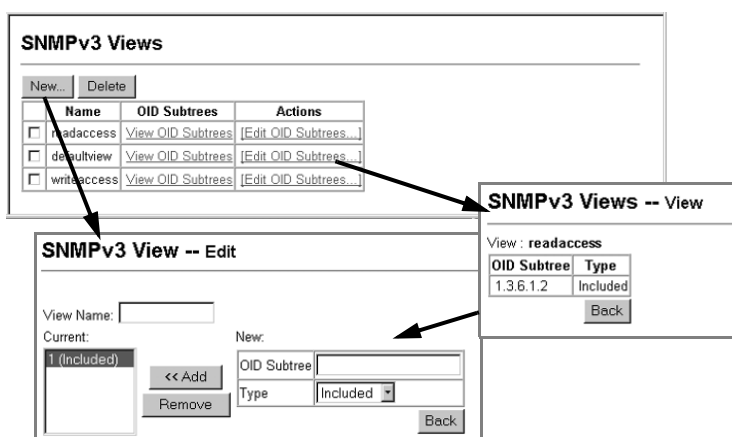 SNMPv3 Views
New... Delete
Name OID Subtrees Actions
readaccess View OID Subtrees [Edit OID Subtrees...]
defaultview View OID Subtrees [Edit OID Subtrees...]
writeaccess View OID Subtrees [Edit OID Subtrees...]
SNMPv3 Views -- View
View : readaccess
OID Subtree Type
1.3.6.1.2 Included
Back
SNMPv3 View -- Edit
View Name:
Current:
1 (Included)
<< Add
Remove
New:
OID Subtree
Type Included
Back